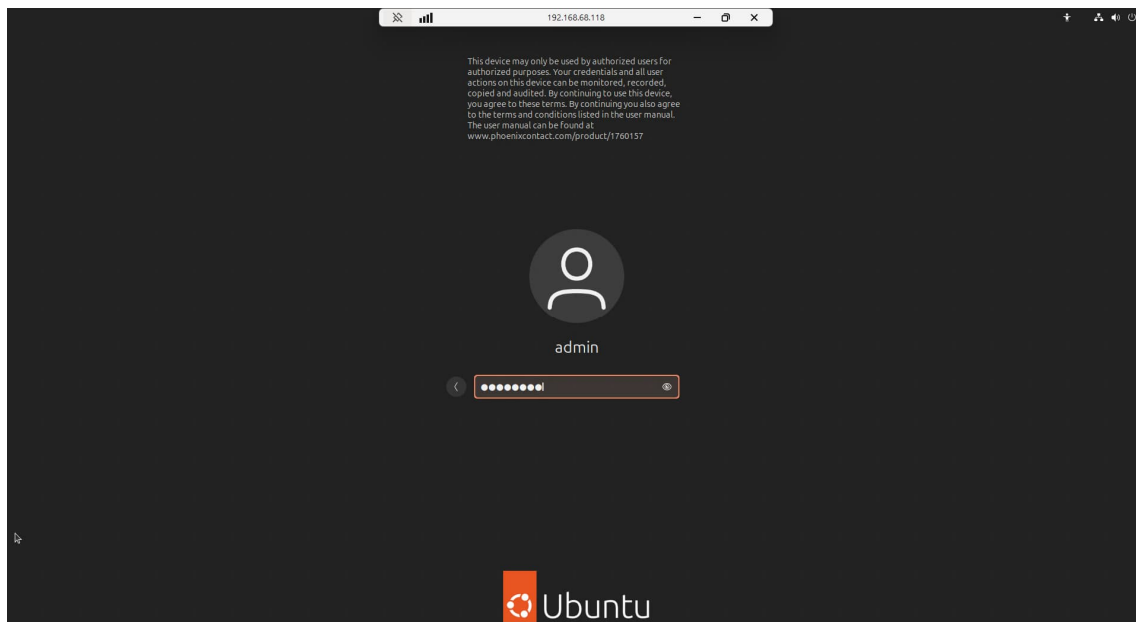 192.168.68.118
This device may only be used by authorized users for
authorized purposes. Your credentials and all user
actions on this device can be monitored, recorded,
copied and audited. By continuing to use this device,
you agree to these terms. By continuing you also agree
to the terms and conditions listed in the user manual.
The user manual can be found at
www.phoenixcontact.com/product/1760157
admin
Ubuntu